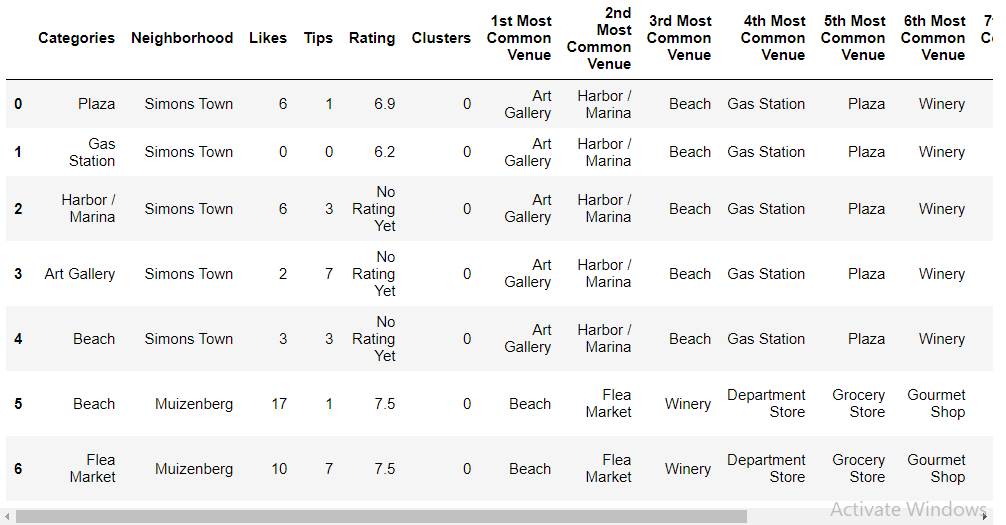 Categories Neighborhood Likes Tips Rating Clusters 1st Most Common Venue 2nd Most Common Venue 3rd Most Common Venue 4th Most Common Venue 5th Most Common Venue 6th Most Common Venue
0 Plaza Simons Town 6 1 6.9 0 Art Gallery Harbor / Marina Beach Gas Station Plaza Winery
1 Gas Station Simons Town 0 0 6.2 0 Art Gallery Harbor / Marina Beach Gas Station Plaza Winery
2 Harbor / Marina Simons Town 6 3 No Rating Yet 0 Art Gallery Harbor / Marina Beach Gas Station Plaza Winery
3 Art Gallery Simons Town 2 7 No Rating Yet 0 Art Gallery Harbor / Marina Beach Gas Station Plaza Winery
4 Beach Simons Town 3 3 No Rating Yet 0 Art Gallery Harbor / Marina Beach Gas Station Plaza Winery
5 Beach Muizenberg 17 1 7.5 0 Beach Flea Market Winery Department Store Grocery Store Gourmet Shop
6 Flea Market Muizenberg 10 7 7.5 0 Beach Flea Market Winery Department Store Grocery Store Gourmet Shop
Activate Windows